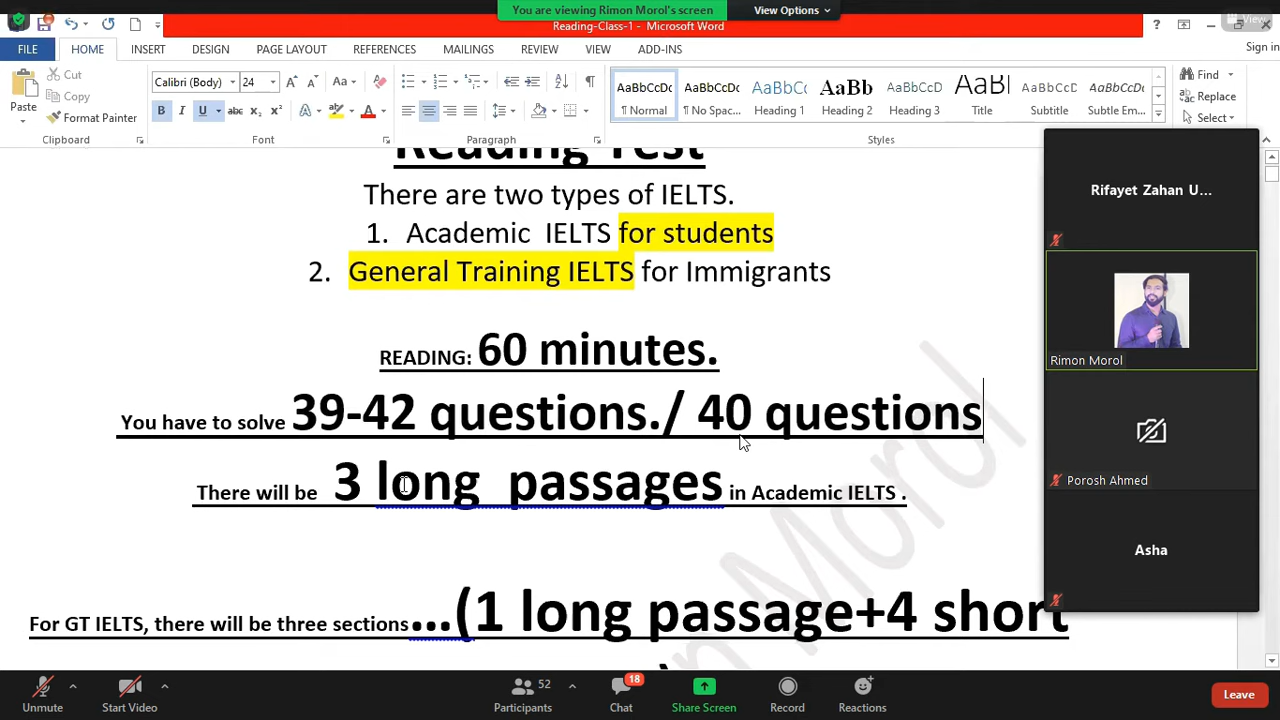 You are viewing Rimon Morol's screen
View Options
View
Reading-Class-1 - Microsoft Word
FILE HOME INSERT DESIGN PAGE LAYOUT REFERENCES MAILINGS REVIEW VIEW ADD-INS
Sign in
Paste
Cut
Copy
Format Painter
Calibri (Body) 24
AaBbCcDc AaBbCcDc AaBbCc AaBb AaBbCcDc AaBI AaBbCcD AaBbCcDc
¶ Normal ¶ No Spac... Heading 1 Heading 2 Heading 3 Title Subtitle Subtle Em...
Find
Replace
Select
Clipboard Font Paragraph Styles
Reading Test
There are two types of IELTS.
1. Academic IELTS for students
2. General Training IELTS for Immigrants
READING: 60 minutes.
You have to solve 39-42 questions./ 40 questions
There will be 3 long passages in Academic IELTS .
For GT IELTS, there will be three sections...(1 long passage+4 short
Rifayet Zahan U...
Rimon Morol
Porosh Ahmed
Asha
Unmute
Start Video
52
Participants
18
Chat
Share Screen
Record
Reactions
Leave